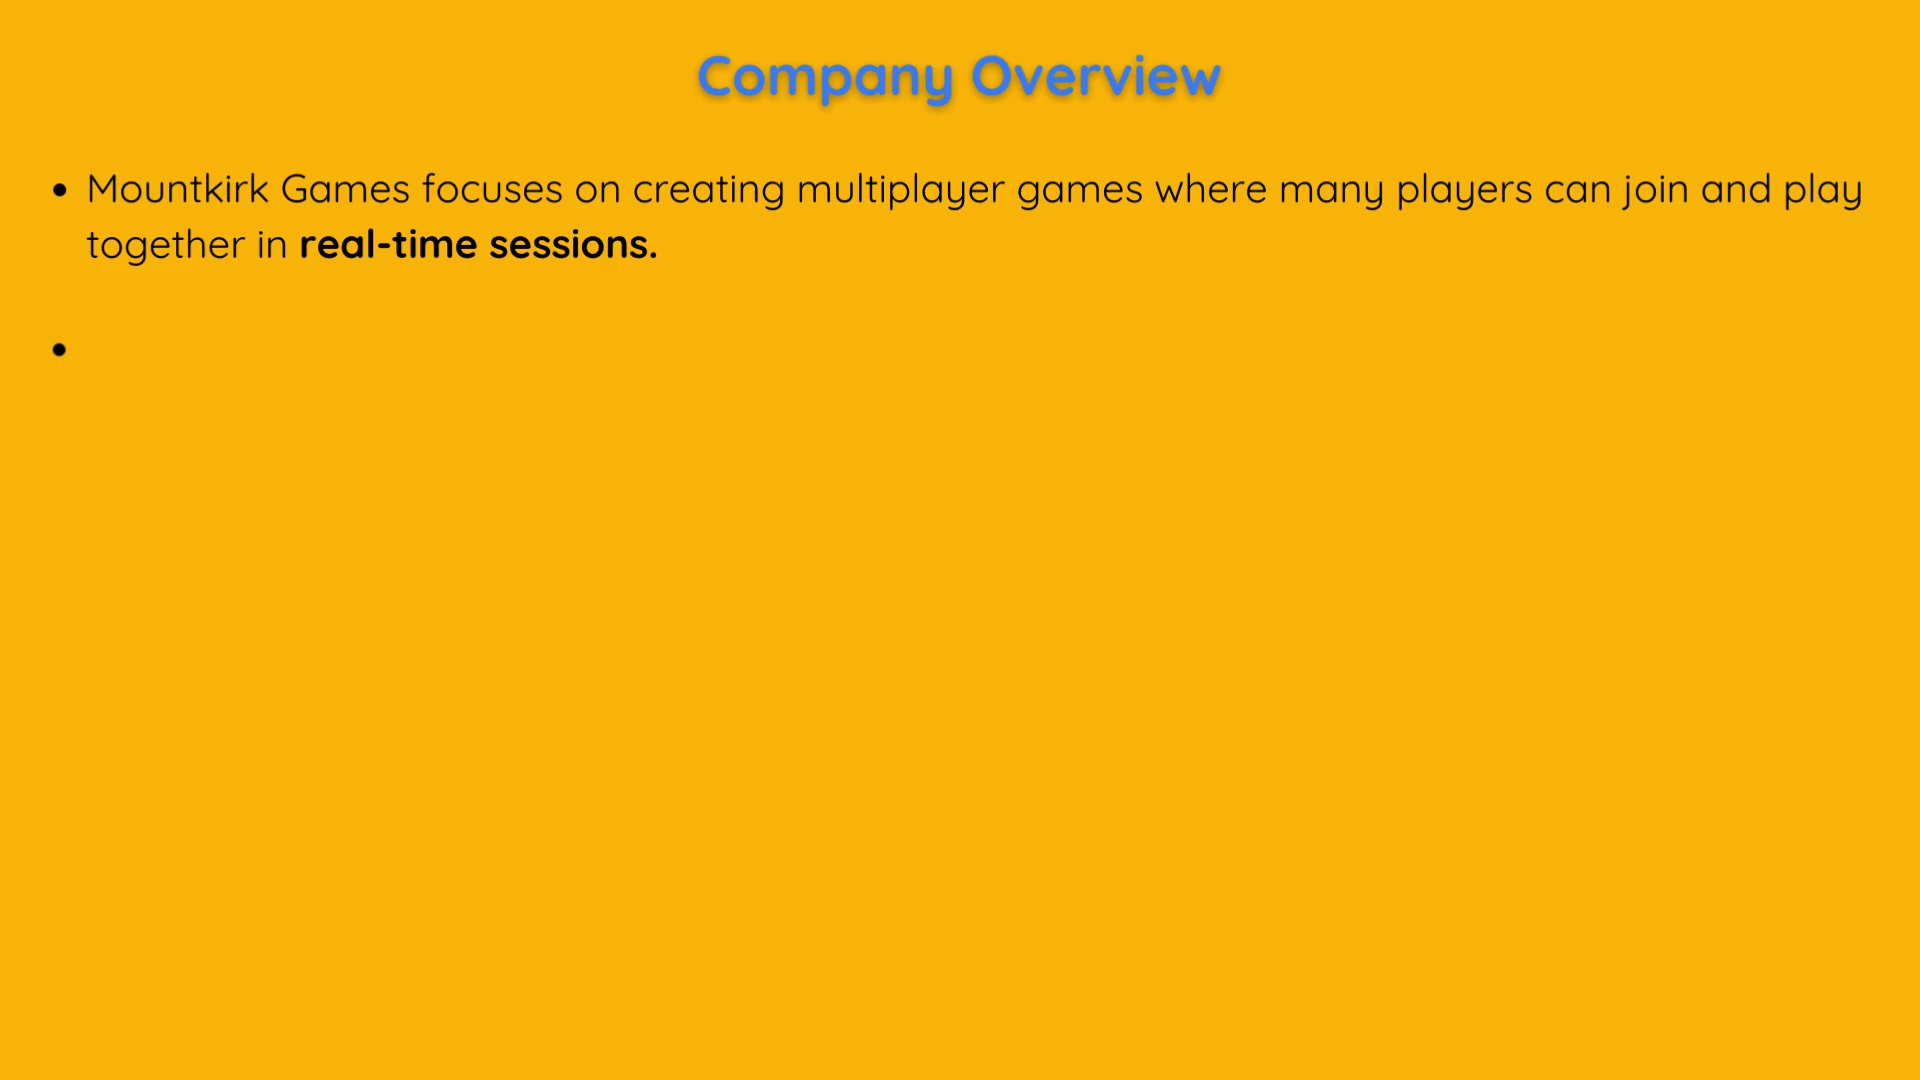 Company Overview
• Mountkirk Games focuses on creating multiplayer games where many players can join and play
together in real-time sessions.
•